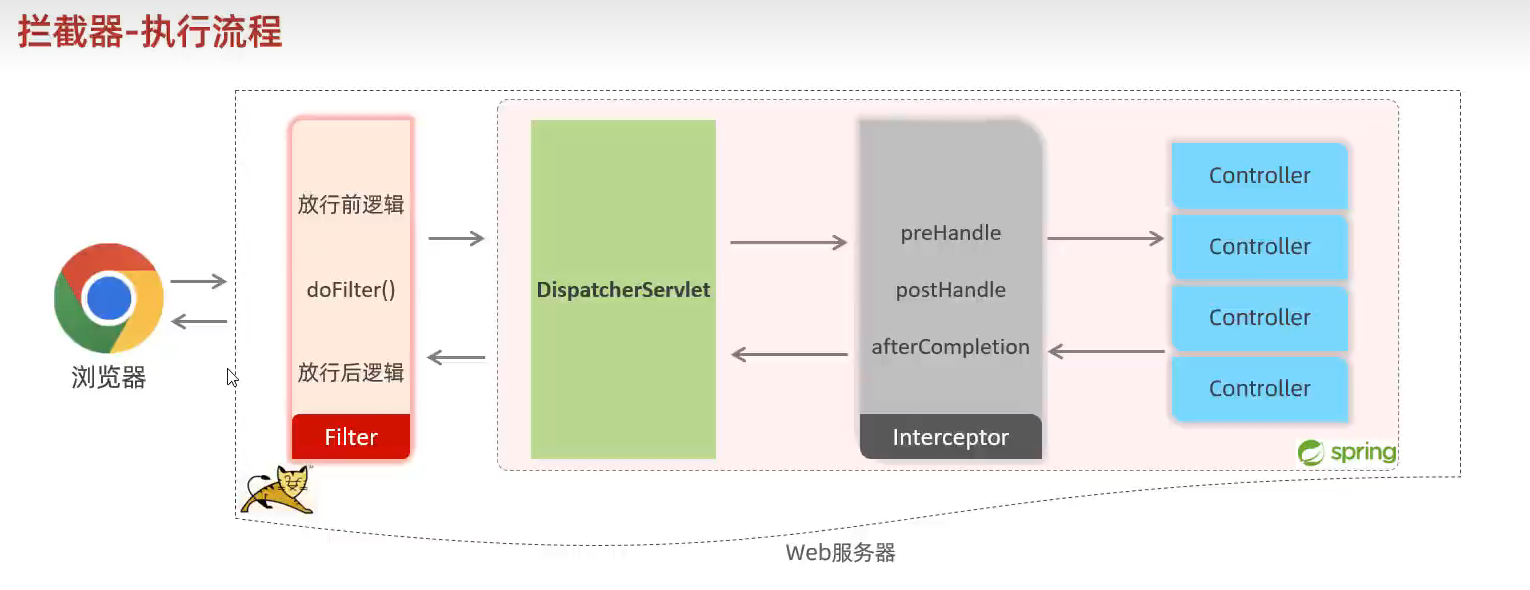 拦截器-执行流程
浏览器
放行前逻辑
doFilter()
放行后逻辑
Filter
DispatcherServlet
preHandle
postHandle
afterCompletion
Interceptor
Controller
Controller
Controller
Controller
spring
Web服务器